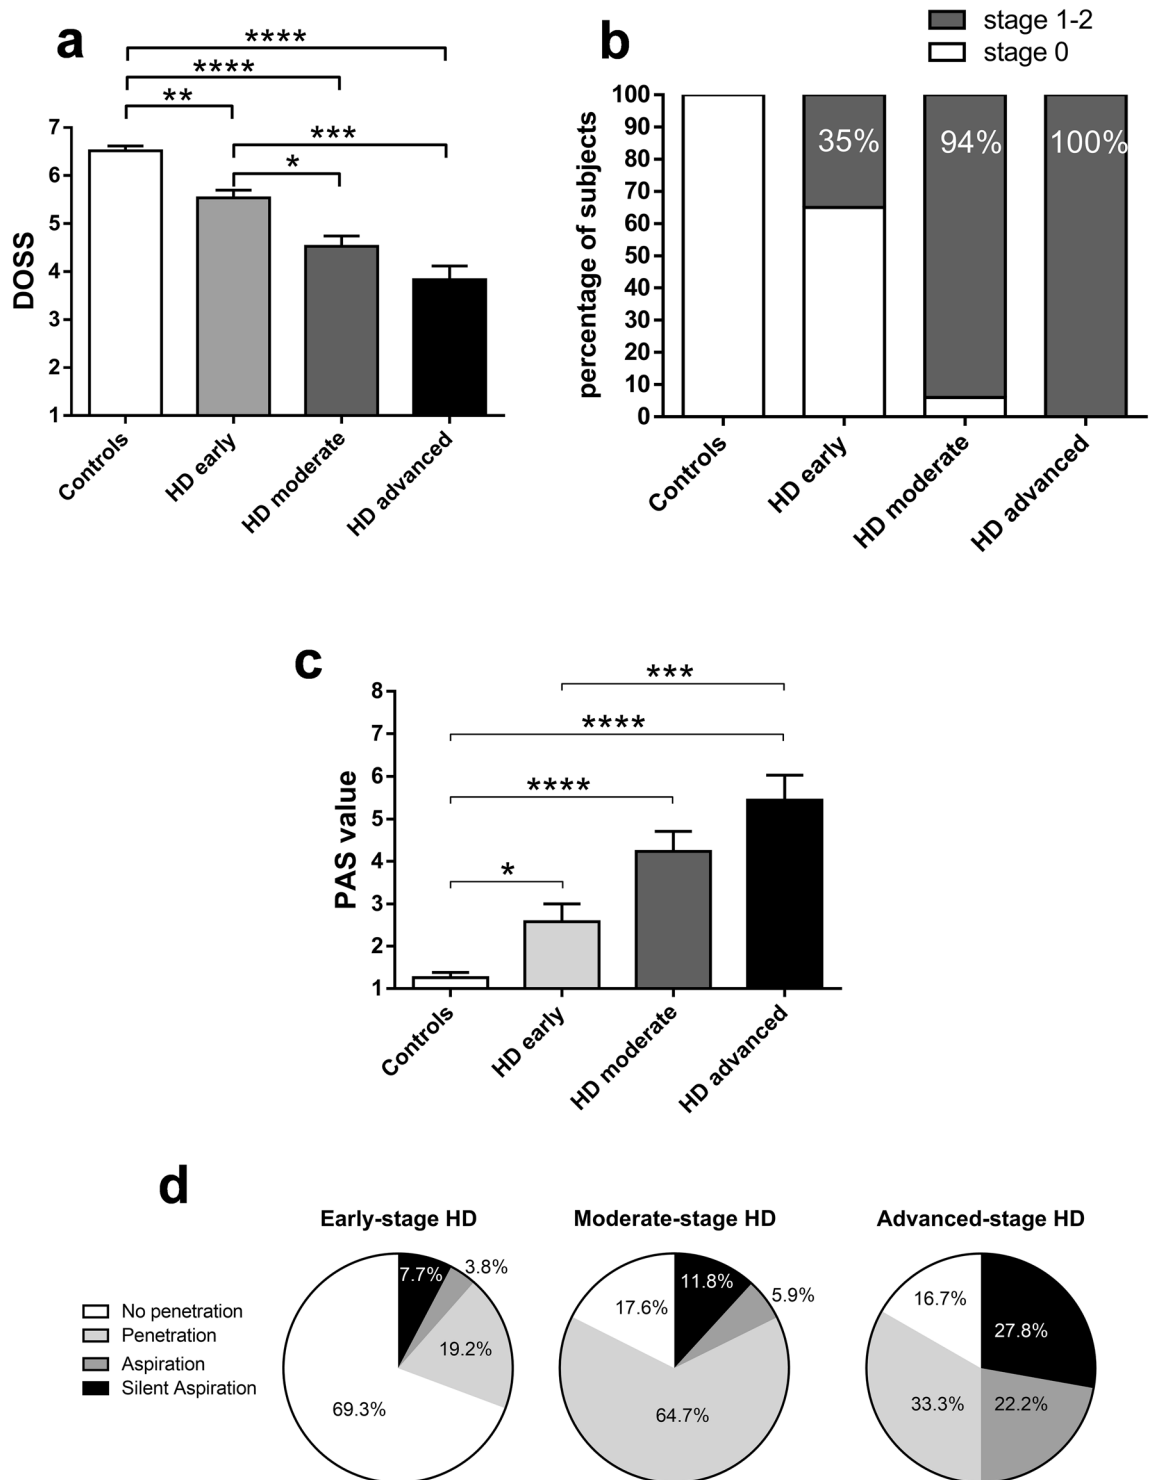 a
****
****
**
***
*
7
6
5
4
3
2
1
DOSS
Controls
HD early
HD moderate
HD advanced
b
stage 1-2
stage 0
100
90
80
70
60
50
40
30
20
10
0
percentage of subjects
35%
94%
100%
Controls
HD early
HD moderate
HD advanced
c
***
****
****
*
8
7
6
5
4
3
2
1
PAS value
Controls
HD early
HD moderate
HD advanced
d
No penetration
Penetration
Aspiration
Silent Aspiration
Early-stage HD
7.7%
3.8%
19.2%
69.3%
Moderate-stage HD
11.8%
5.9%
17.6%
64.7%
Advanced-stage HD
16.7%
27.8%
33.3%
22.2%